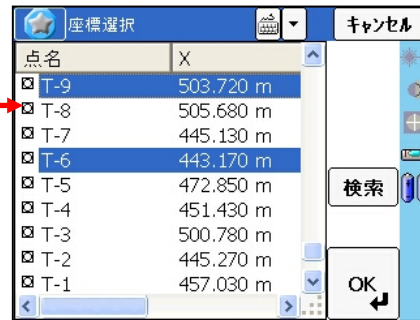 座標選択
キャンセル
点名 X
T-9 503.720 m
T-8 505.680 m
T-7 445.130 m
T-6 443.170 m
T-5 472.850 m
T-4 451.430 m
T-3 500.780 m
T-2 445.270 m
T-1 457.030 m
検索
OK